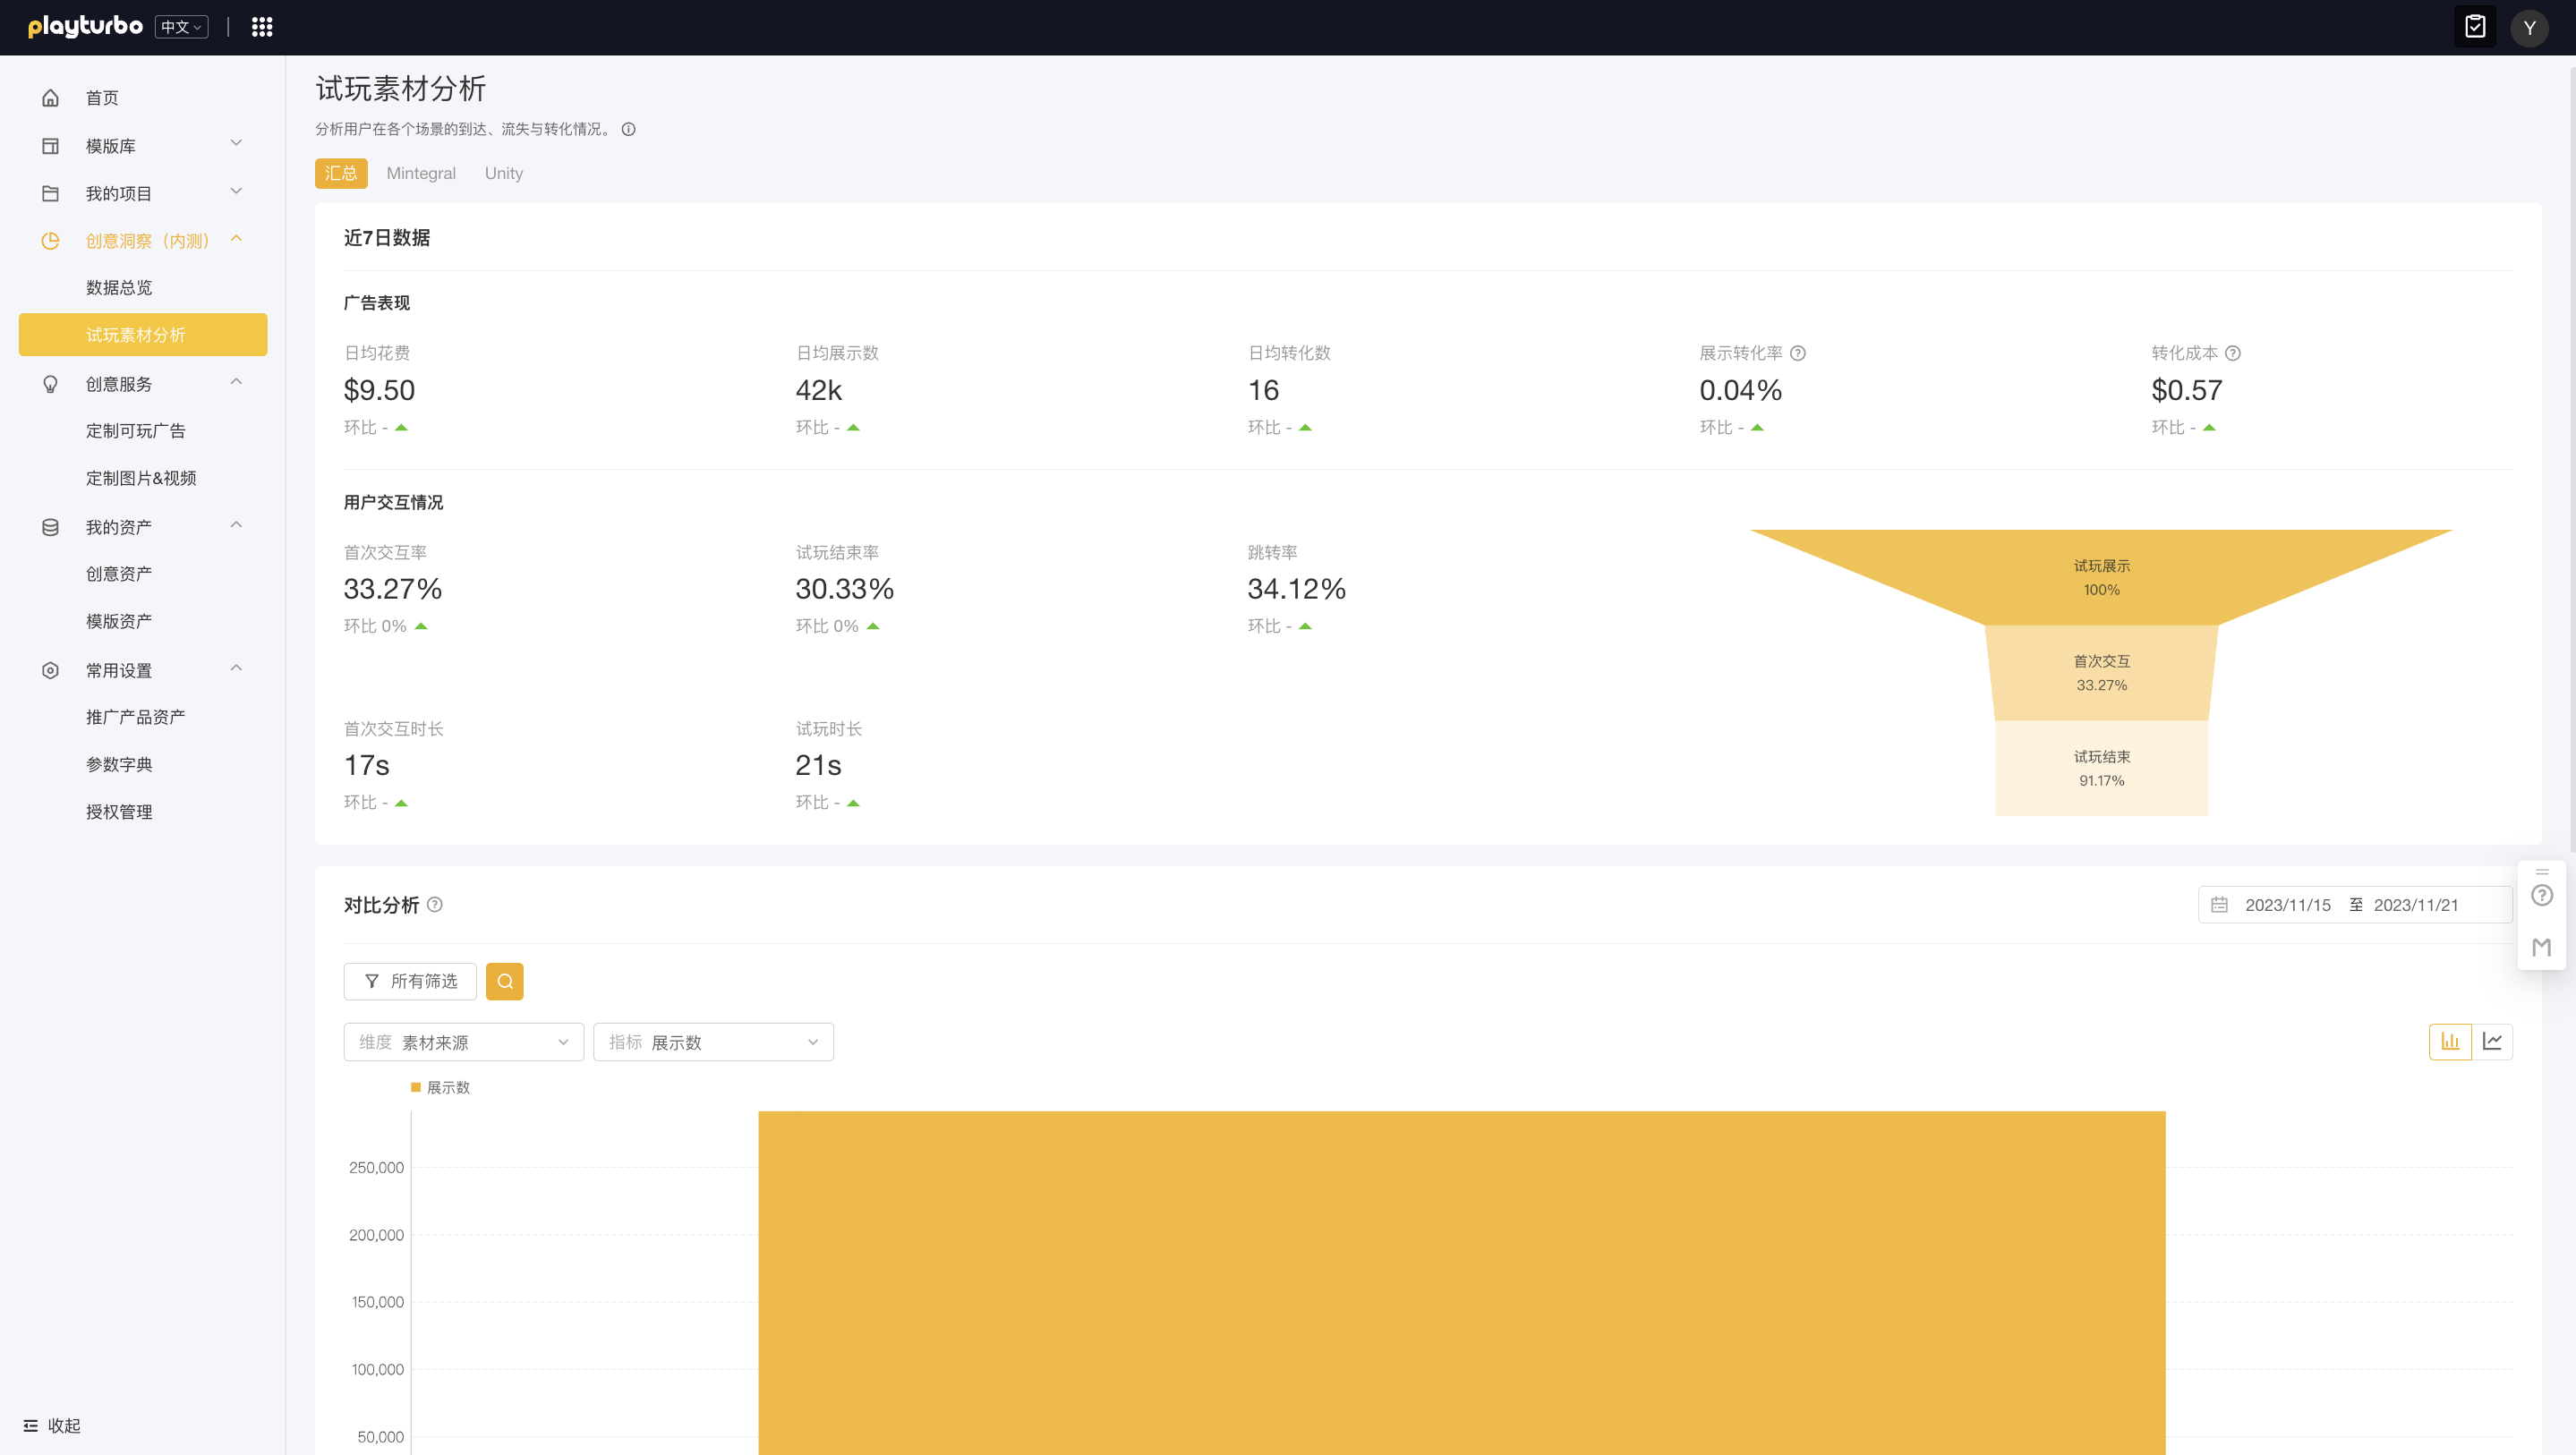 playturbo 中文
Y
首页
模版库
我的项目
创意洞察（内测）
数据总览
试玩素材分析
创意服务
定制可玩广告
定制图片&视频
我的资产
创意资产
模版资产
常用设置
推广产品资产
参数字典
授权管理
收起
试玩素材分析
分析用户在各个场景的到达、流失与转化情况。
汇总 Mintegral Unity
近7日数据
广告表现
日均花费 日均展示数 日均转化数 展示转化率 转化成本
$9.50 42k 16 0.04% $0.57
环比 - 环比 - 环比 - 环比 - 环比 -
用户交互情况
首次交互率 试玩结束率 跳转率
33.27% 30.33% 34.12%
环比 0% 环比 0% 环比 -
首次交互时长 试玩时长
17s 21s
环比 - 环比 -
试玩展示
100%
首次交互
33.27%
试玩结束
91.17%
对比分析
2023/11/15 至 2023/11/21
所有筛选
维度 素材来源 指标 展示数
展示数
250,000
200,000
150,000
100,000
50,000